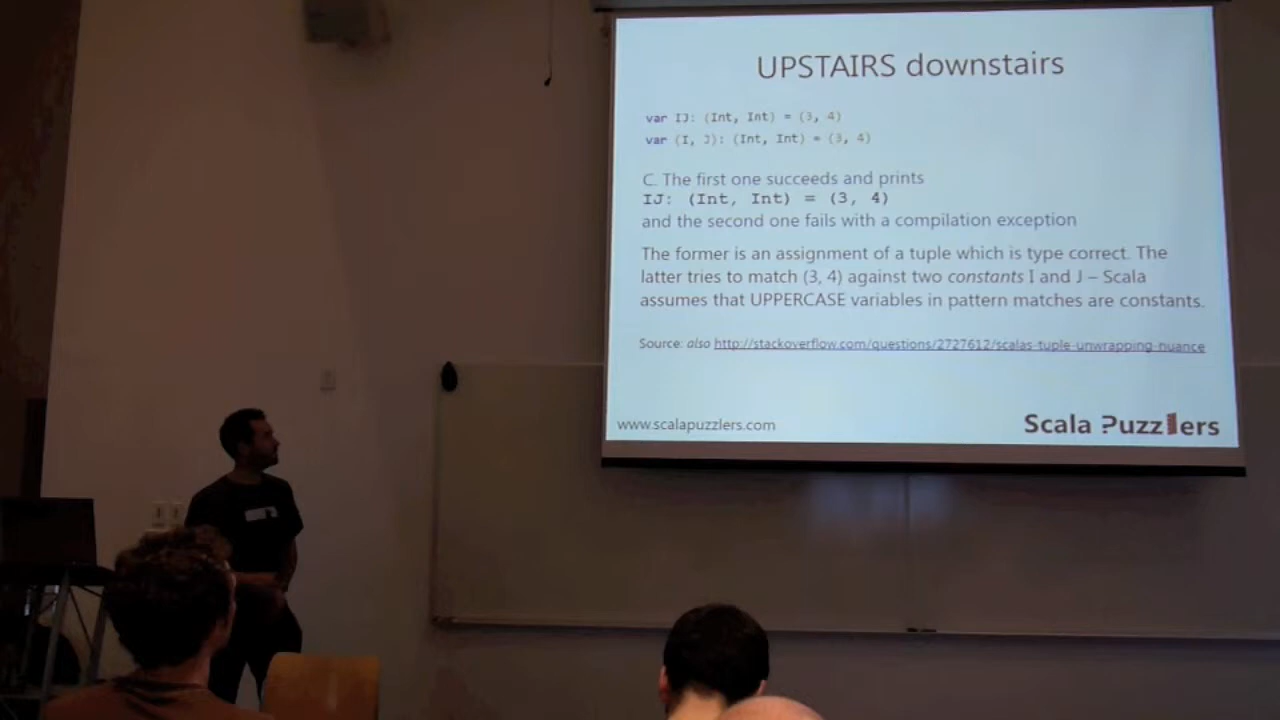 UPSTAIRS downstairs
var IJ: (Int, Int) = (3, 4)
var (I, J): (Int, Int) = (3, 4)
C. The first one succeeds and prints
IJ: (Int, Int) = (3, 4)
and the second one fails with a compilation exception
The former is an assignment of a tuple which is type correct. The
latter tries to match (3, 4) against two constants I and J – Scala
assumes that UPPERCASE variables in pattern matches are constants.
Source: also http://stackoverflow.com/questions/2727612/scalas-tuple-unwrapping-nuance
www.scalapuzzlers.com
Scala Puzzlers